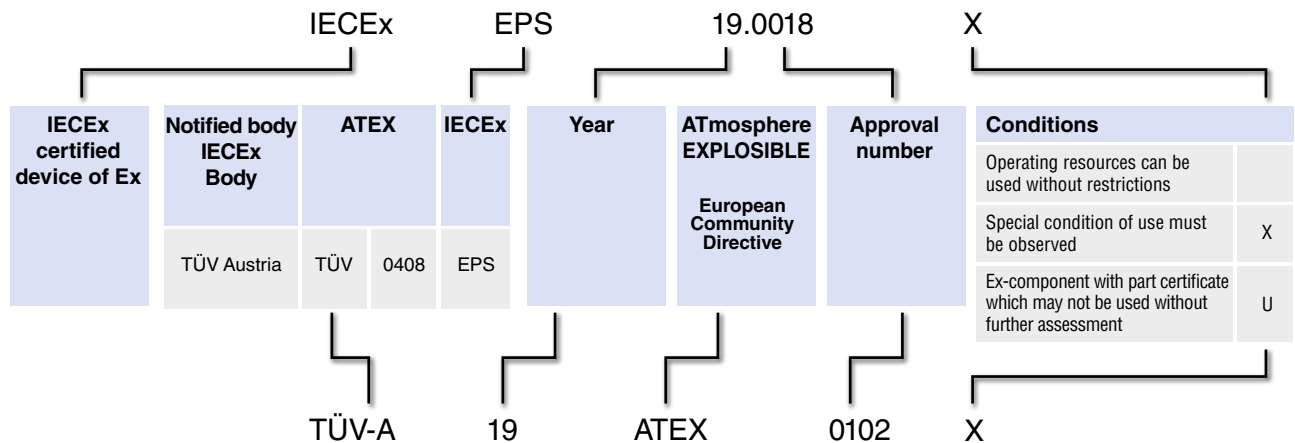 IECEx EPS 19.0018 X
IECEx
certified
device of Ex
Notified body
IECEx
Body
ATEX
IECEx
Year
ATmosphere
EXPLOSIBLE
European
Community
Directive
Approval
number
Conditions
Operating resources can be
used without restrictions
Special condition of use must
be observed
X
Ex-component with part certificate
which may not be used without
further assessment
U
TÜV Austria
TÜV
0408
EPS
TÜV-A 19 ATEX 0102 X